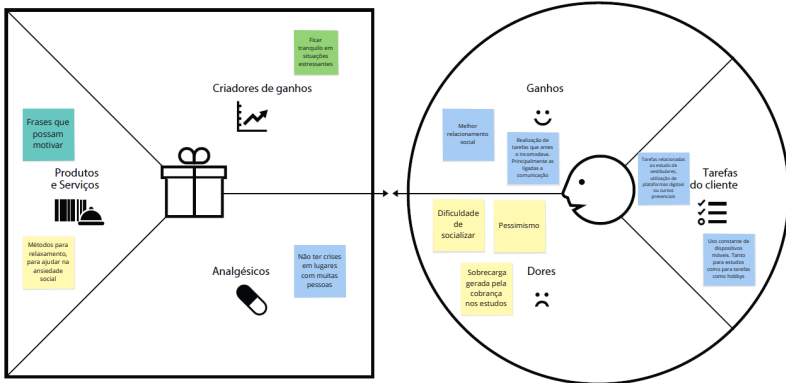 Ficar
tranquilo em
situações
estressantes
Criadores de ganhos
Frases que
possam
motivar
Produtos
e Serviços
Métodos para
relaxamento,
para ajudar na
ansiedade
social
Analgésicos
Não ter crises
em lugares
com muitas
pessoas
Ganhos
Melhor
relacionamento
social
Realização de
tarefas que antes
o incomodava.
Principalmente as
ligadas a
comunicação
Tarefas relacionadas
ao estudo de
vestibulares,
utilização de
plataformas digitais
ou cursos
presenciais
Tarefas
do cliente
Dificuldade
de
socializar
Pessimismo
Sobrecarga
gerada pela
cobrança
nos estudos
Dores
Uso constante de
dispositivos
móveis. Tanto
para estudos
como para tarefas
como hobbys